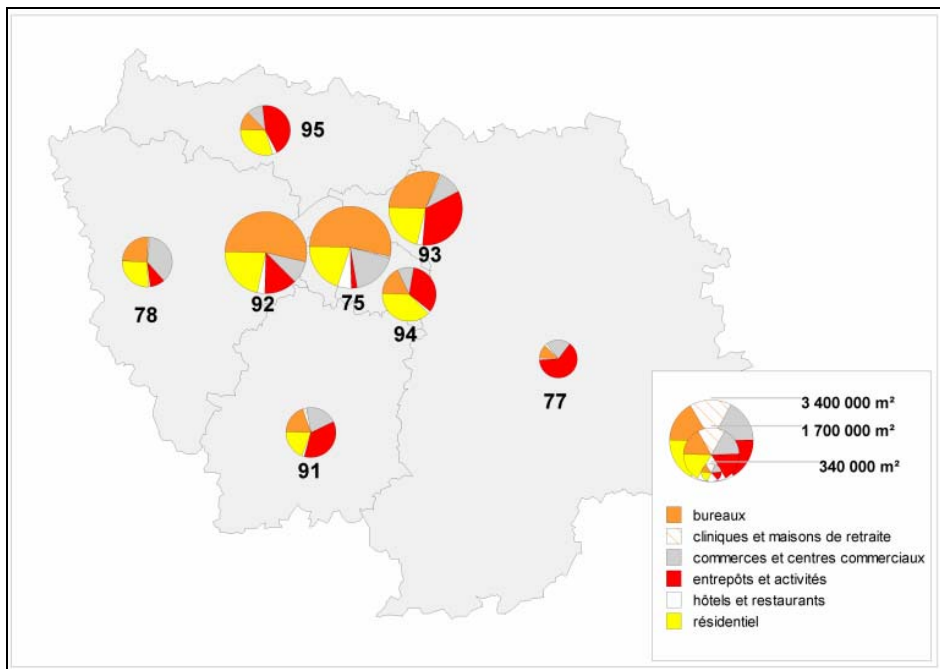 95
93
78
92
75
94
77
91
3 400 000 m²
1 700 000 m²
340 000 m²
bureaux
cliniques et maisons de retraite
commerces et centres commerciaux
entrepôts et activités
hôtels et restaurants
résidentiel